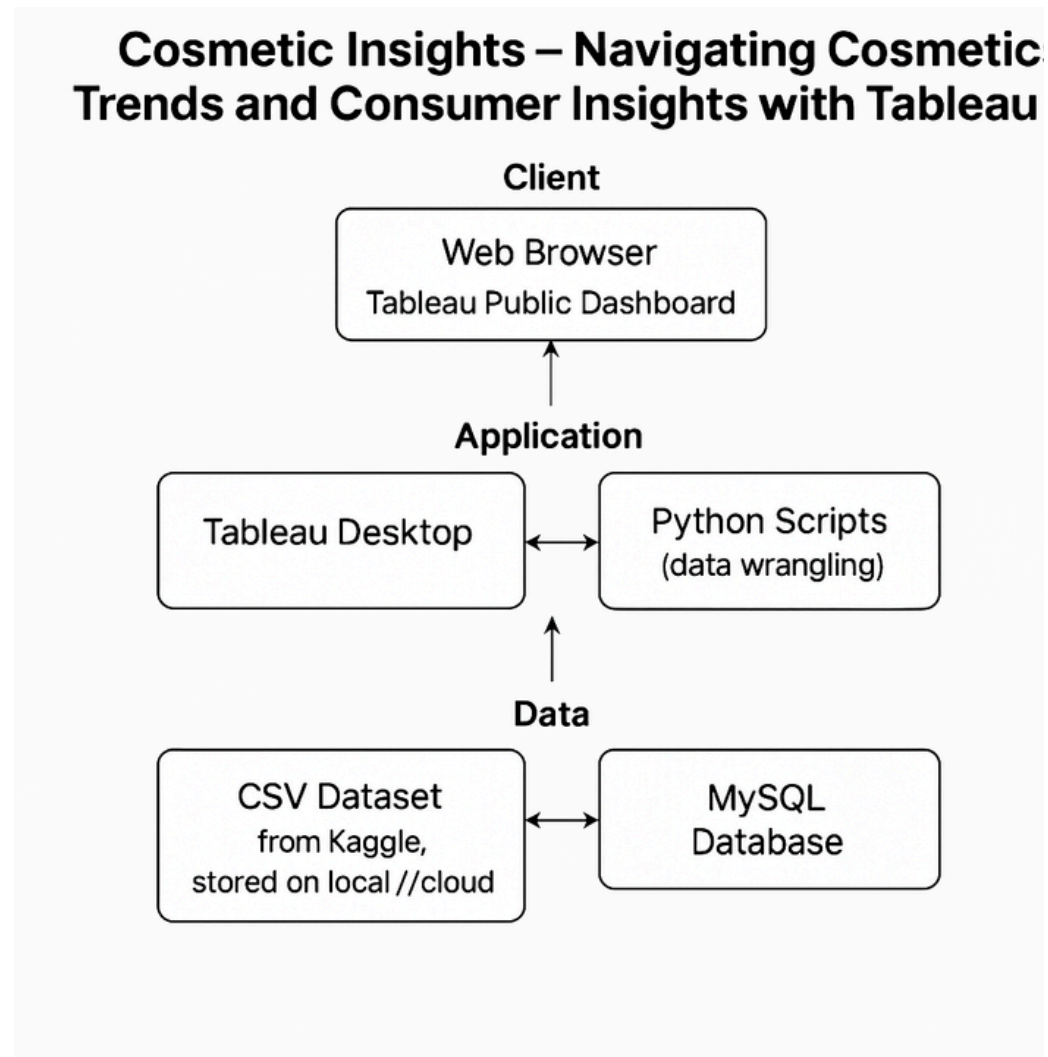 Cosmetic Insights – Navigating Cosmetics
Trends and Consumer Insights with Tableau
Client
Web Browser
Tableau Public Dashboard
Application
Tableau Desktop
Python Scripts
(data wrangling)
Data
CSV Dataset
from Kaggle,
stored on local //cloud
MySQL
Database